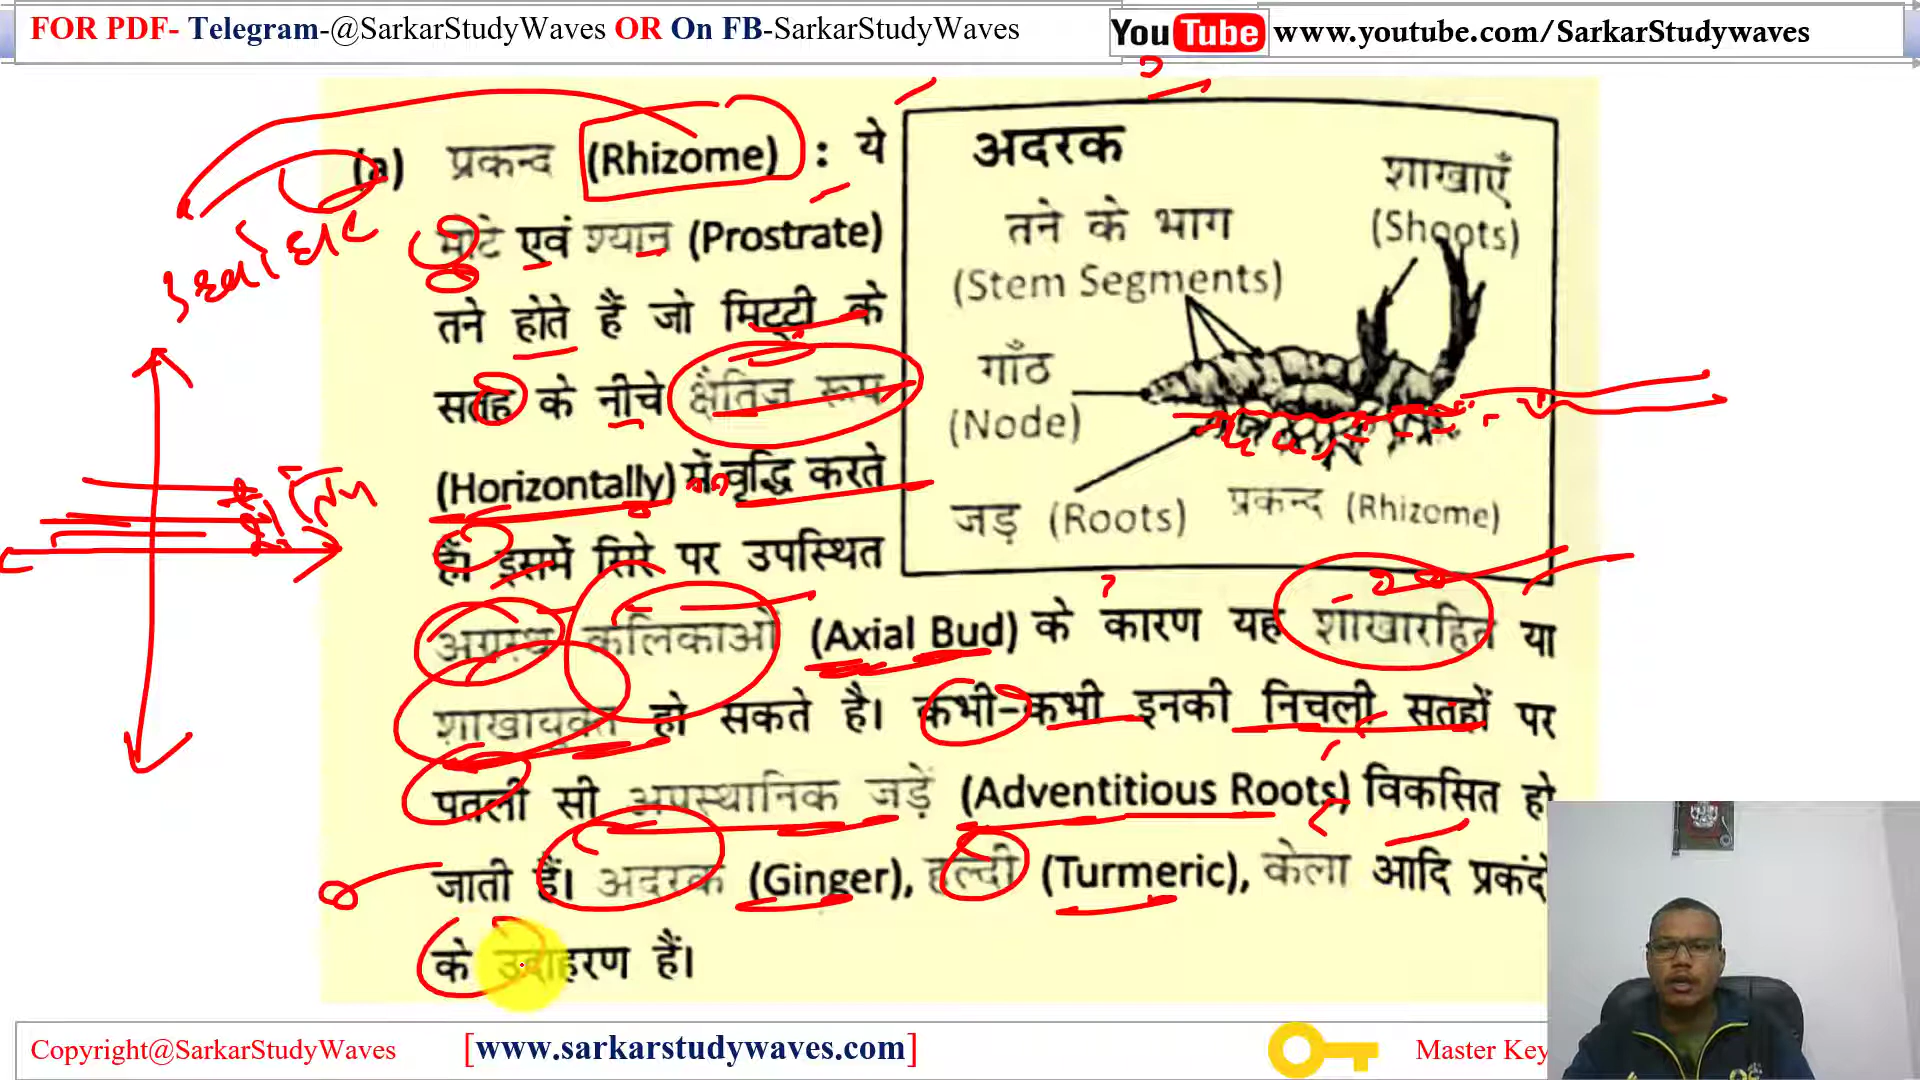 FOR PDF- Telegram-@SarkarStudyWaves OR On FB-SarkarStudyWaves
YouTube www.youtube.com/SarkarStudywaves
(a) प्रकन्द (Rhizome) : ये
मोटे एवं श्यान (Prostrate)
तने होते हैं जो मिट्टी के
सतह के नीचे क्षैतिज रूप
(Horizontally) में वृद्धि करते
हैं। इसमें सिरे पर उपस्थित
अग्रस्थ कलिकाओं (Axial Bud) के कारण यह शाखारहित या
शाखायुक्त हो सकते है। कभी-कभी इनकी निचली सतहों पर
पतली सी अपस्थानिक जड़ें (Adventitious Roots) विकसित हो
जाती हैं। अदरक (Ginger), हल्दी (Turmeric), केला आदि प्रकंदो
के उदाहरण हैं।
अदरक
शाखाएँ
(Shoots)
तने के भाग
(Stem Segments)
गाँठ
(Node)
जड़ (Roots)
प्रकन्द (Rhizome)
Copyright@SarkarStudyWaves [www.sarkarstudywaves.com] Master Key